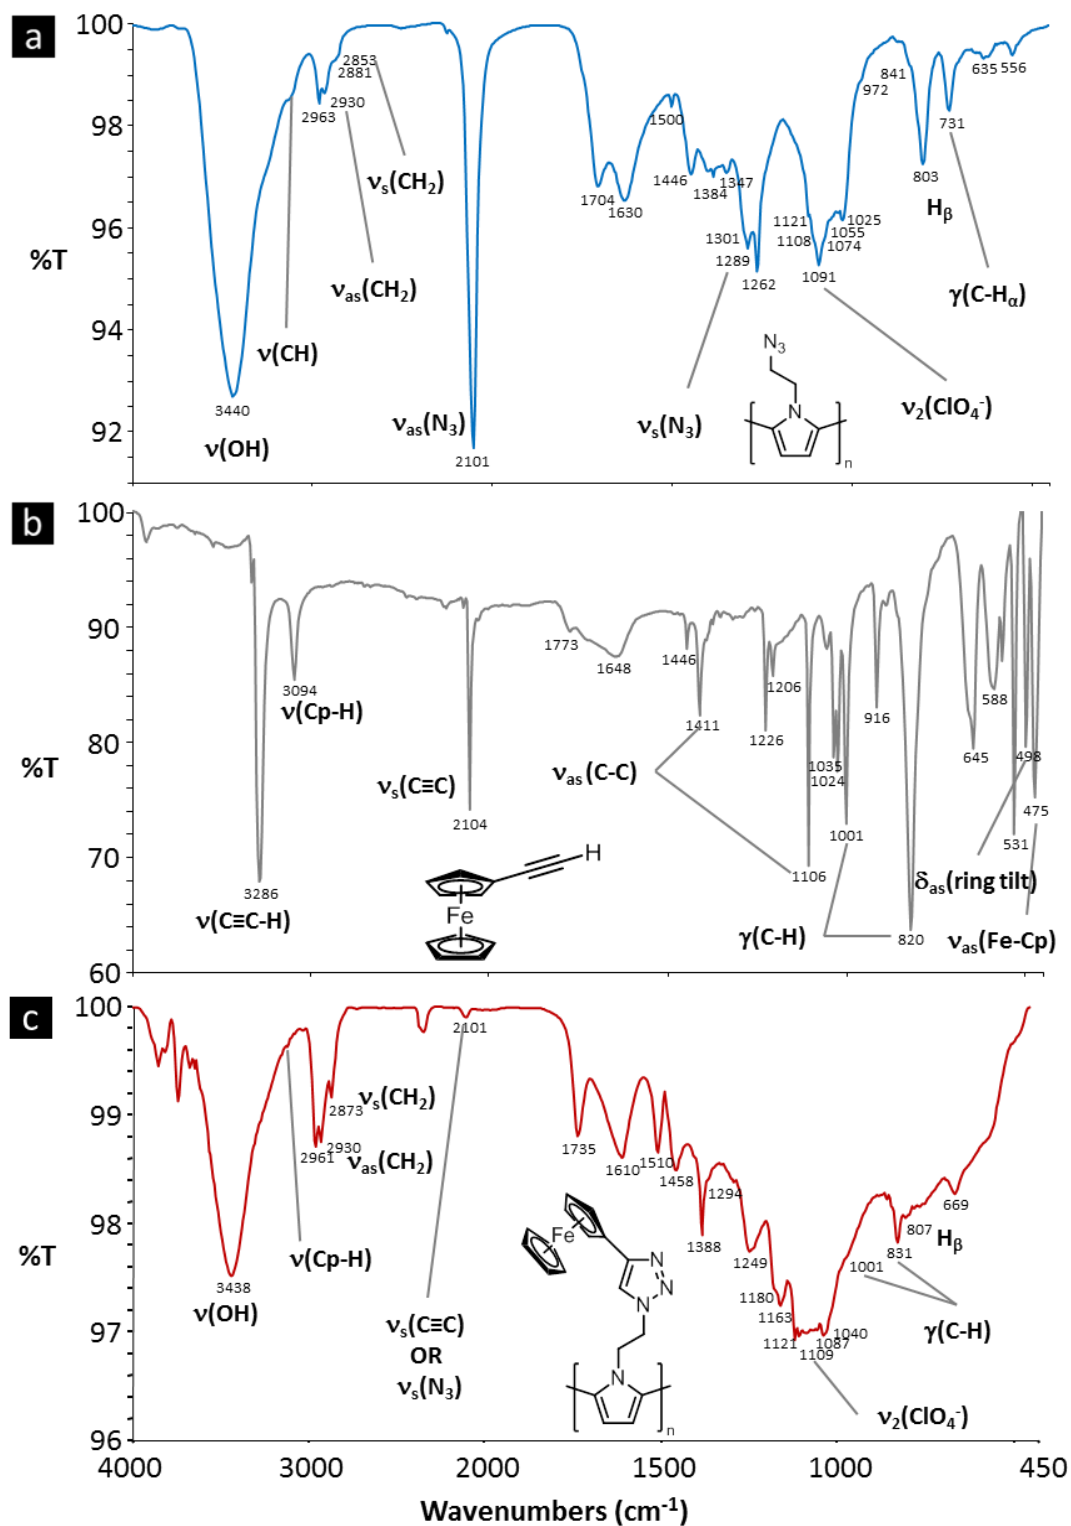 a
100
98
96
94
92
%T
3440
ν(OH)
ν(CH)
2963
2930
2881
2853
νas(CH2)
νs(CH2)
νas(N3)
2101
1704
1630
1500
1446
1384
1347
1301
1289
1262
νs(N3)
1121
1108
1091
1074
1055
1025
ν2(ClO4-)
972
841
803
Hβ
731
γ(C-Hα)
635
556
N3
N
n
b
100
90
80
70
60
%T
3286
ν(C≡C-H)
3094
ν(Cp-H)
νs(C≡C)
2104
1773
1648
1446
1411
νas(C-C)
1226
1206
1106
1035
1024
1001
γ(C-H)
916
820
645
588
531
498
475
δas(ring tilt)
νas(Fe-Cp)
H
Fe
c
100
99
98
97
96
%T
3438
ν(OH)
ν(Cp-H)
2961
2930
2873
νs(CH2)
νas(CH2)
2101
νs(C≡C)
OR
νs(N3)
1735
1610
1510
1458
1388
1294
1249
1180
1163
1121
1109
1087
1040
1001
831
807
Hβ
669
γ(C-H)
ν2(ClO4-)
Fe
N
N
N
N
n
4000
3000
2000
1500
1000
450
Wavenumbers (cm-1)